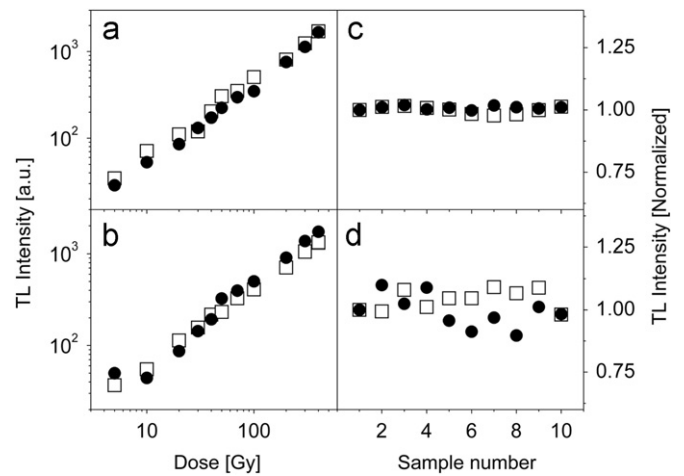 a
c
10³
10²
1.25
1.00
0.75
b
d
10³
10²
1.25
1.00
0.75
TL Intensity [a.u.]
TL Intensity [Normalized]
10
100
2
4
6
8
10
Dose [Gy]
Sample number